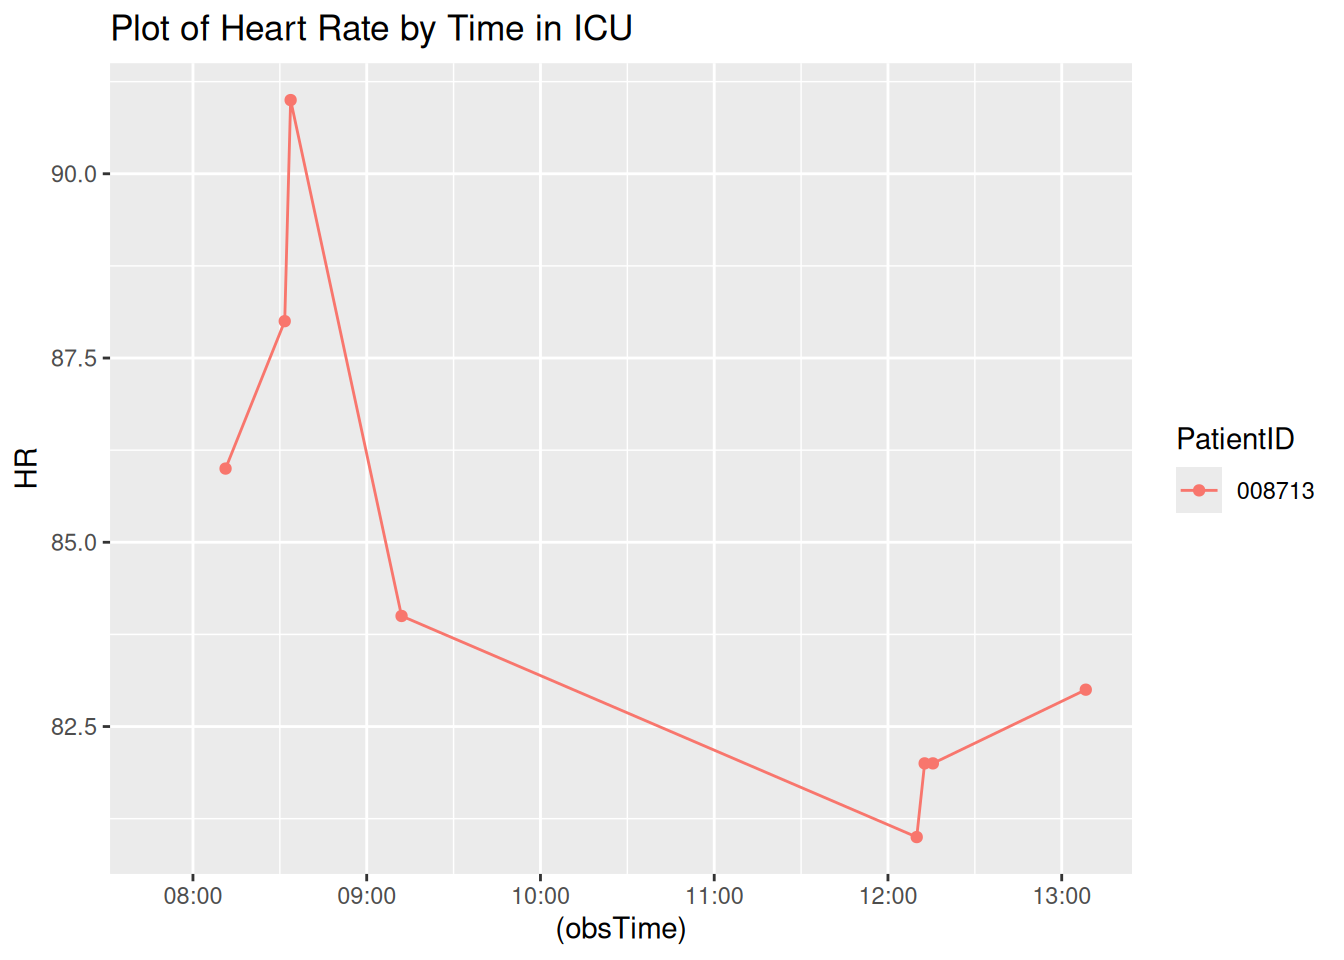 Plot of Heart Rate by Time in ICU
90.0
87.5
85.0
82.5
HR
08:00 09:00 10:00 11:00 12:00 13:00
(obsTime)
PatientID
008713